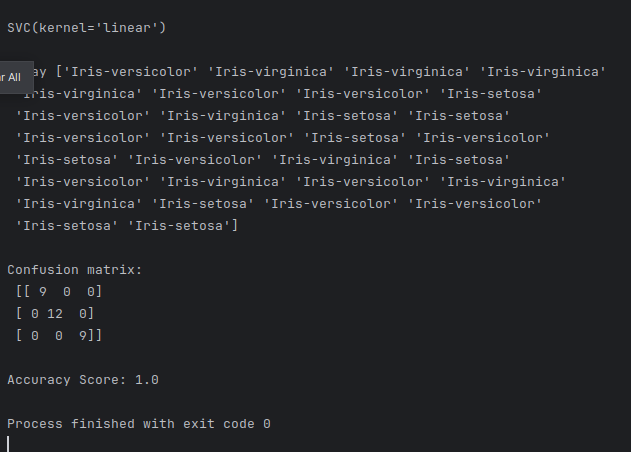 SVC(kernel='linear')
r All
ay ['Iris-versicolor' 'Iris-virginica' 'Iris-virginica' 'Iris-virginica'
'Iris-virginica' 'Iris-versicolor' 'Iris-versicolor' 'Iris-setosa'
'Iris-versicolor' 'Iris-virginica' 'Iris-setosa' 'Iris-setosa'
'Iris-versicolor' 'Iris-versicolor' 'Iris-setosa' 'Iris-versicolor'
'Iris-setosa' 'Iris-versicolor' 'Iris-virginica' 'Iris-setosa'
'Iris-versicolor' 'Iris-virginica' 'Iris-versicolor' 'Iris-virginica'
'Iris-virginica' 'Iris-setosa' 'Iris-versicolor' 'Iris-versicolor'
'Iris-setosa' 'Iris-setosa']
Confusion matrix:
[[ 9  0  0]
[ 0 12  0]
[ 0  0  9]]
Accuracy Score: 1.0
Process finished with exit code 0